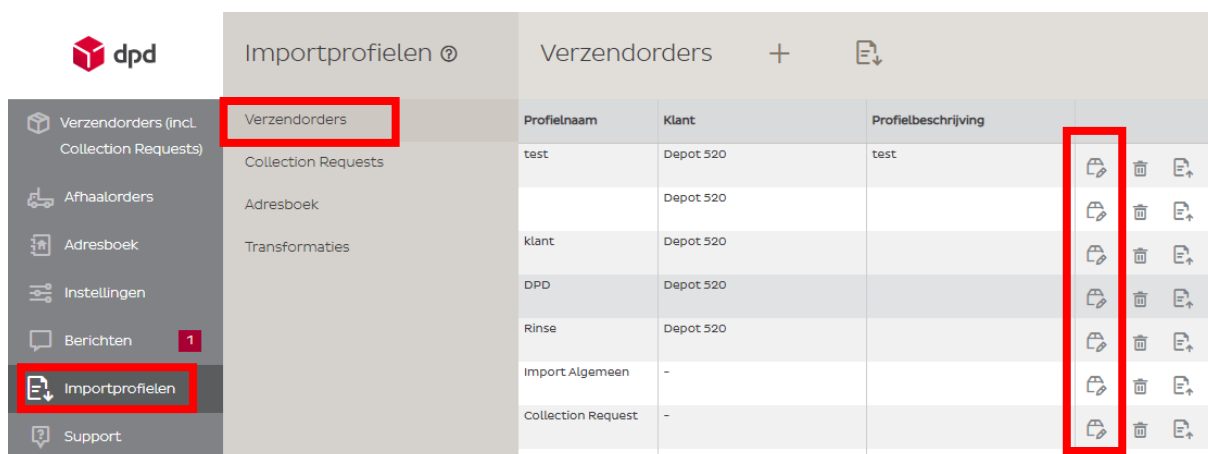 dpd
Importprofielen ?
Verzendorders +
Verzendorders (incl.
Collection Requests)
Afhaalorders
Adresboek
Instellingen
Berichten 1
Importprofielen
Support
Verzendorders
Collection Requests
Adresboek
Transformaties
Profielnaam Klant Profielbeschrijving
test Depot 520 test
Depot 520
klant Depot 520
DPD Depot 520
Rinse Depot 520
Import Algemeen -
Collection Request -